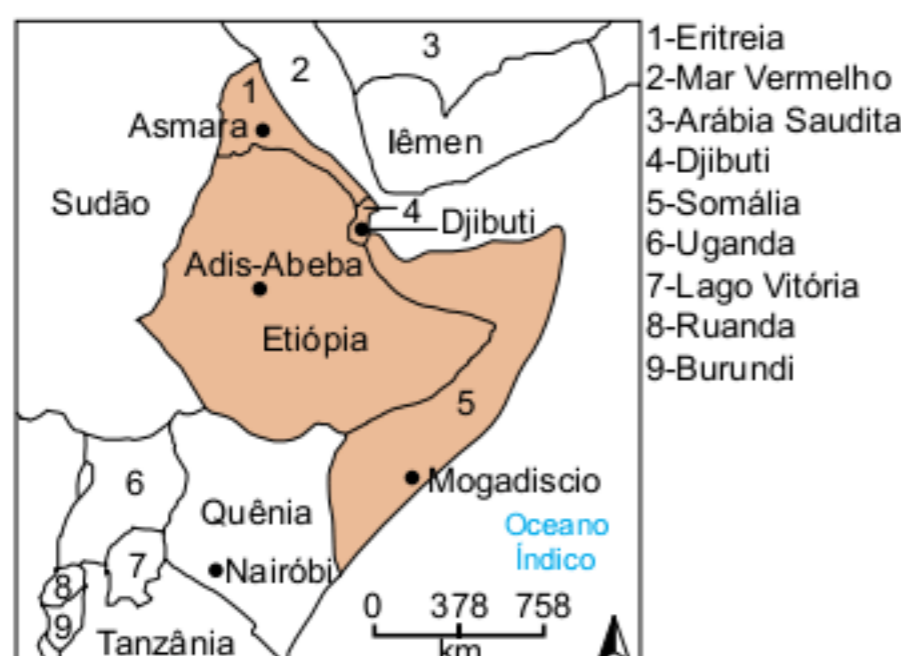 1-Eritreia
2-Mar Vermelho
3-Arábia Saudita
4-Djibuti
5-Somália
6-Uganda
7-Lago Vitória
8-Ruanda
9-Burundi
2
3
1
Asmara
Iêmen
Sudão
4
Djibuti
Adis-Abeba
Etiópia
5
6
Mogadiscio
Quênia
Oceano
Índico
7
Nairóbi
8
0 378 758
km
9
Tanzânia